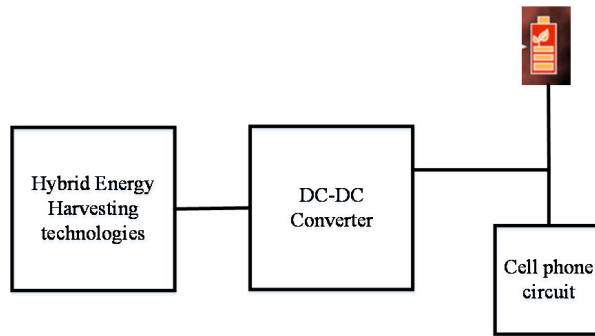 Hybrid Energy
Harvesting
technologies
DC-DC
Converter
Cell phone
circuit